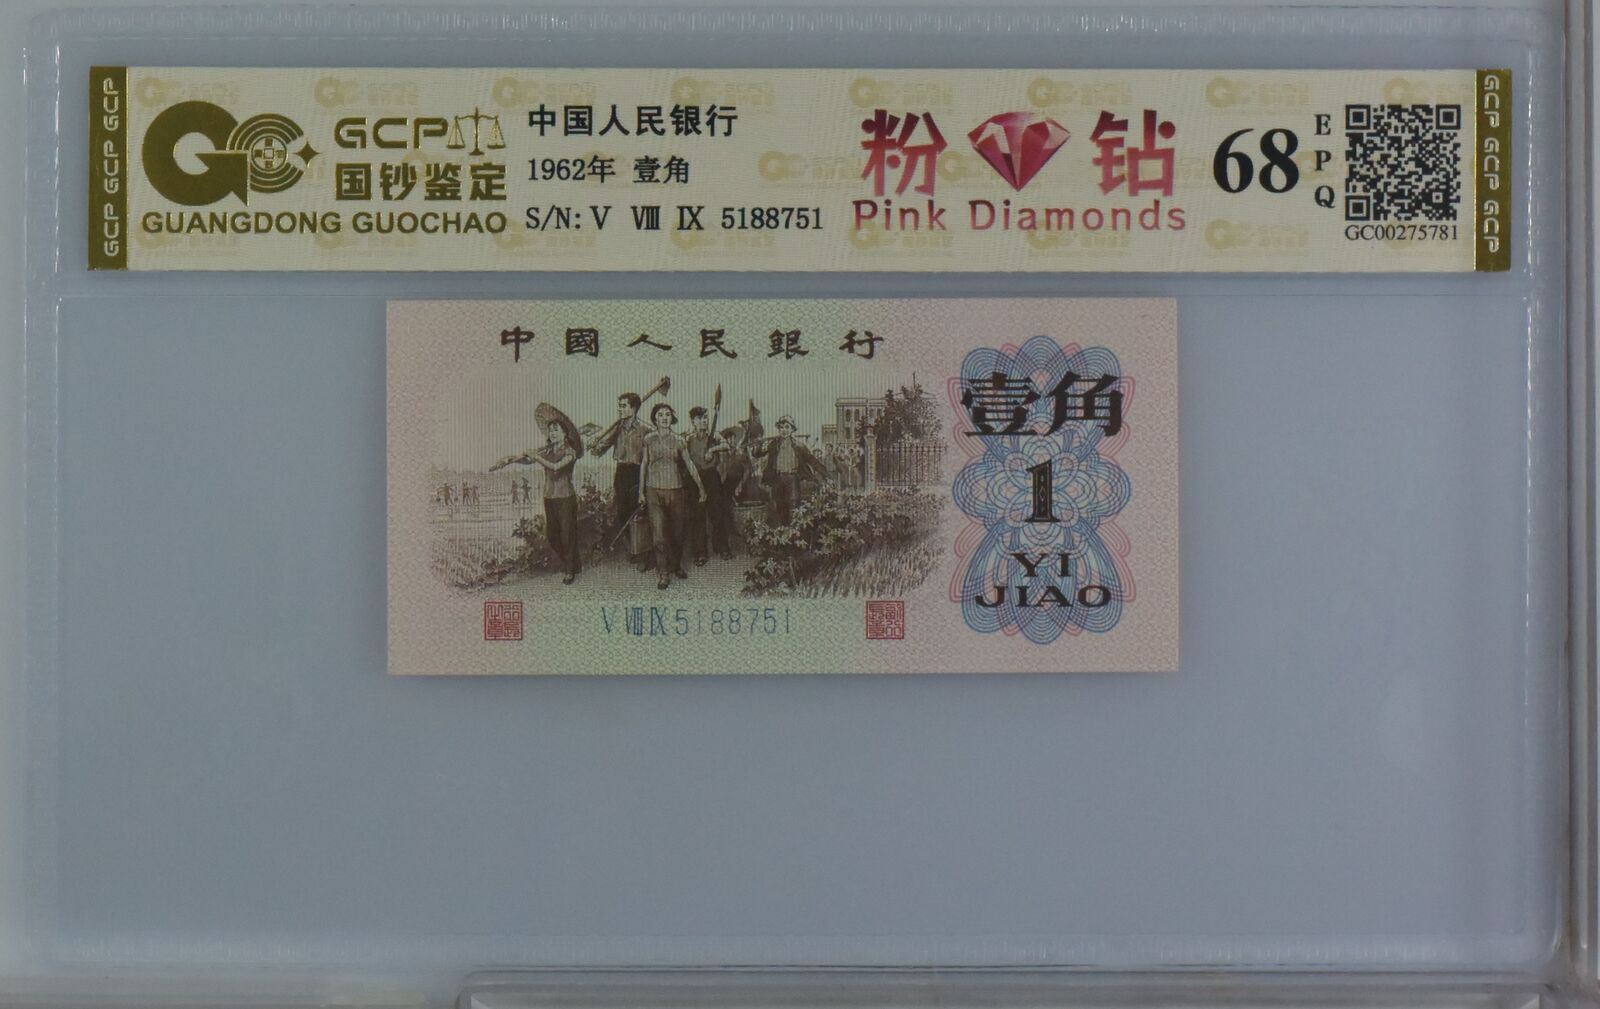 GCP GCP GCP
GCP
国钞鉴定
GUANGDONG GUOCHAO
中国人民银行
1962年 壹角
S/N: V Ⅷ Ⅸ 5188751
粉 钻
Pink Diamonds
68
E
P
Q
GC00275781
GCP GCP GCP
中國人民銀行
壹角
1
YI
JIAO
V Ⅷ Ⅸ 5188751